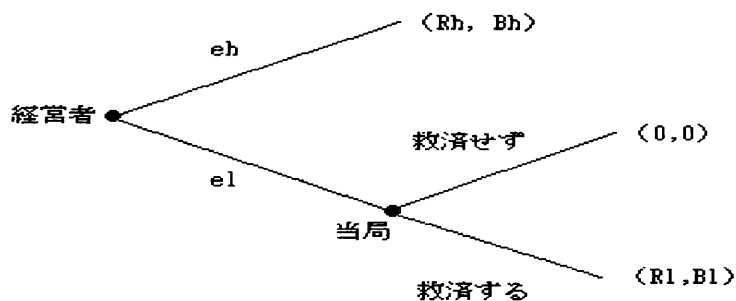 (Rh, Bh)
eh
経営者
救済せず
(0,0)
el
当局
救済する
(Rl,Bl)